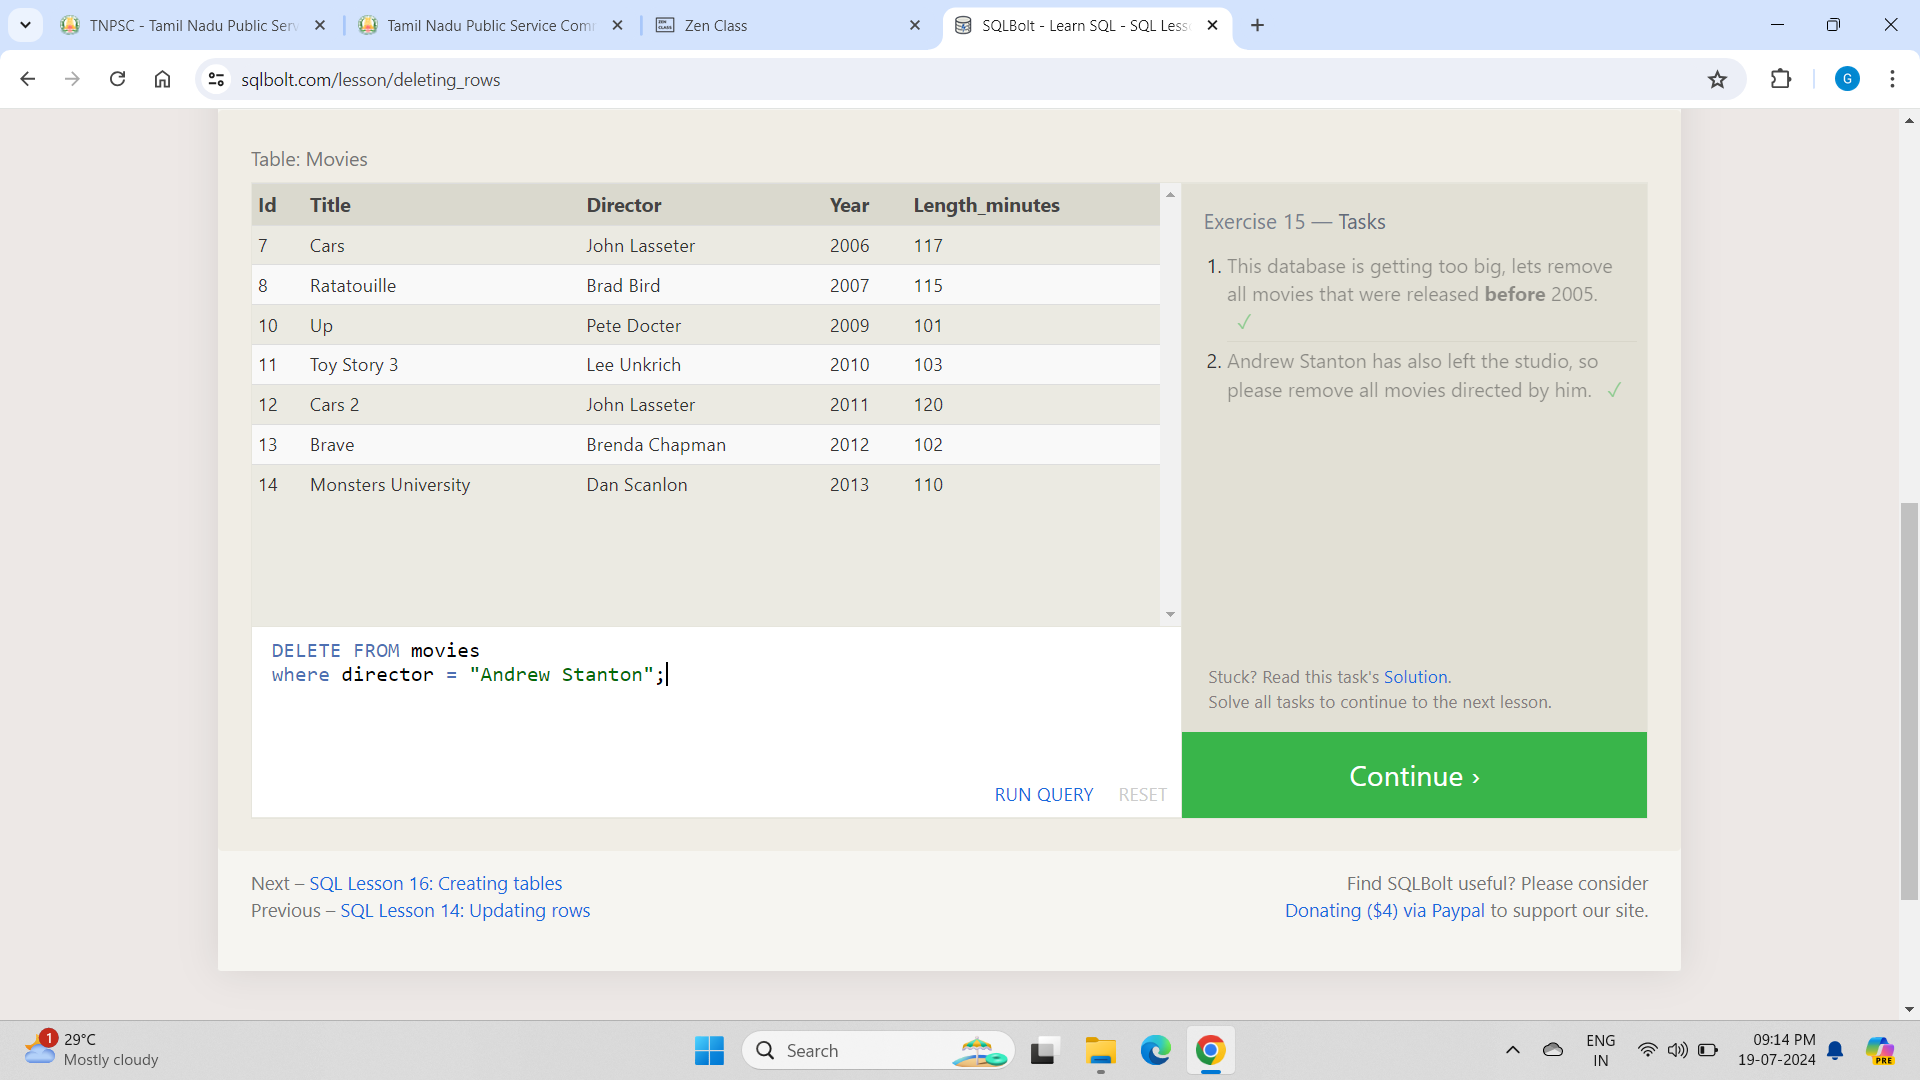 TNPSC - Tamil Nadu Public Serv
Tamil Nadu Public Service Comm
Zen Class
SQLBolt - Learn SQL - SQL Less
sqlbolt.com/lesson/deleting_rows
G
Table: Movies
Id Title Director Year Length_minutes
7 Cars John Lasseter 2006 117
8 Ratatouille Brad Bird 2007 115
10 Up Pete Docter 2009 101
11 Toy Story 3 Lee Unkrich 2010 103
12 Cars 2 John Lasseter 2011 120
13 Brave Brenda Chapman 2012 102
14 Monsters University Dan Scanlon 2013 110
Exercise 15 — Tasks
1. This database is getting too big, lets remove
all movies that were released before 2005.
✓
2. Andrew Stanton has also left the studio, so
please remove all movies directed by him. ✓
DELETE FROM movies
where director = "Andrew Stanton";
RUN QUERY RESET
Stuck? Read this task's Solution.
Solve all tasks to continue to the next lesson.
Continue ›
Next – SQL Lesson 16: Creating tables
Previous – SQL Lesson 14: Updating rows
Find SQLBolt useful? Please consider
Donating ($4) via Paypal to support our site.
1
29°C
Mostly cloudy
Search
ENG
IN
09:14 PM
19-07-2024
PRE